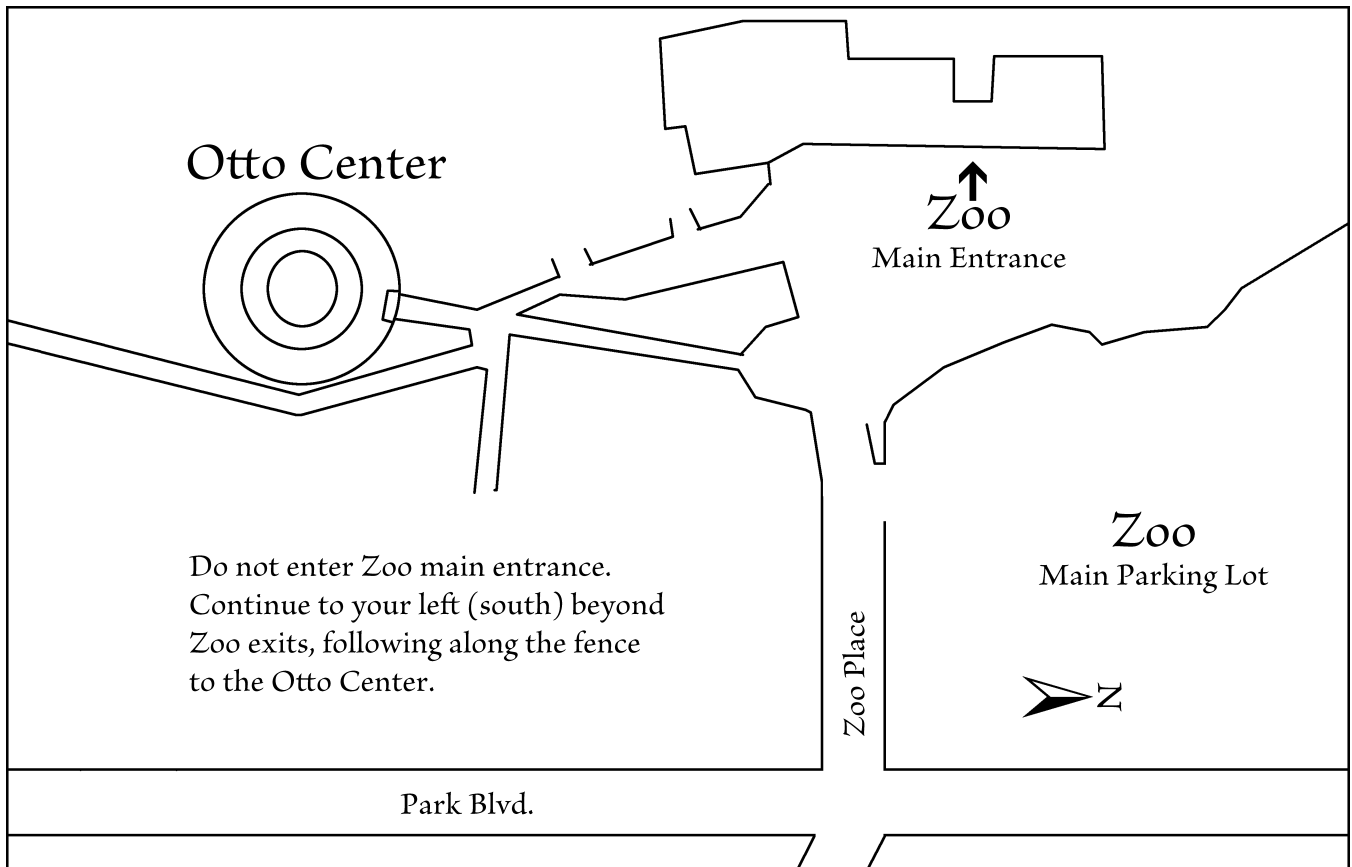 Otto Center
Zoo
Main Entrance
Zoo
Main Parking Lot
Do not enter Zoo main entrance.
Continue to your left (south) beyond
Zoo exits, following along the fence
to the Otto Center.
Zoo Place
N
Park Blvd.